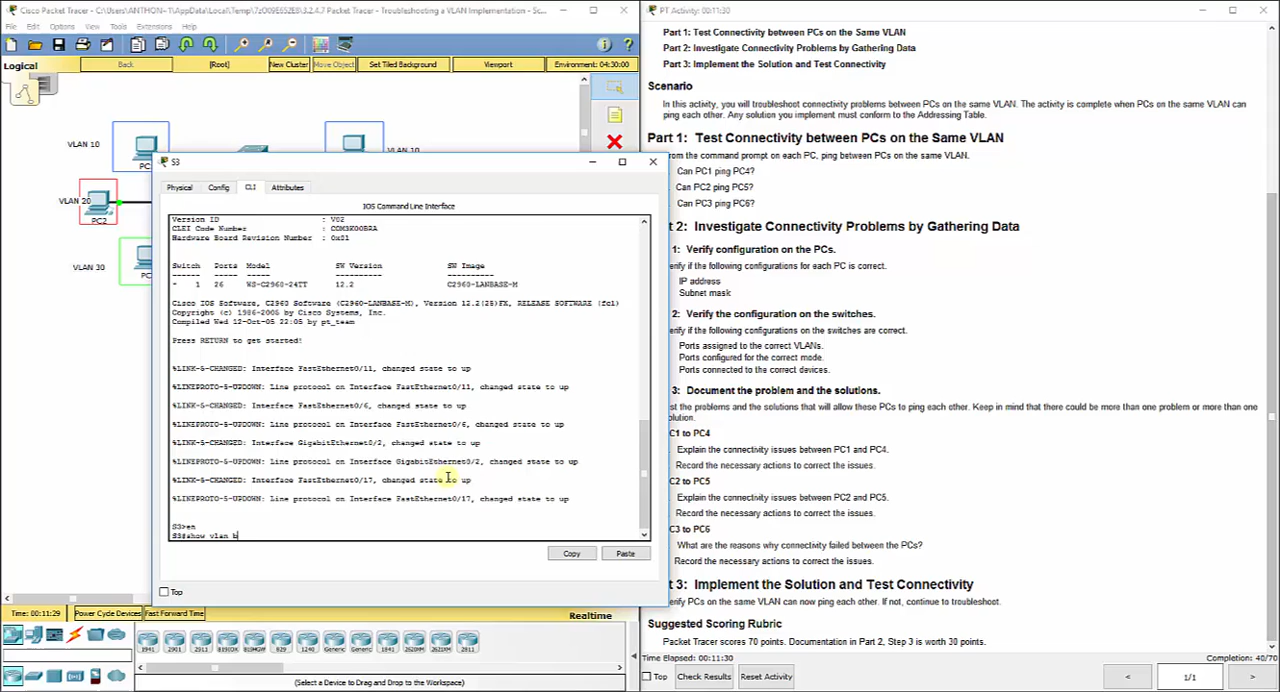 Cisco Packet Tracer - C:\Users\ANTHON~1\AppData\Local\Temp\7zO09E552E8\3.2.4.7 Packet Tracer - Troubleshooting a VLAN Implementation - Sc...
File Edit Options View Tools Extensions Help
Logical Back [Root] New Cluster Move Object Set Tiled Background Viewport Environment: 04:30:00
VLAN 10
PC
VLAN 10
VLAN 20
PC2
VLAN 30
PC
S3
Physical Config CLI Attributes
IOS Command Line Interface
Version ID : V02
CLEI Code Number : COM3K00BRA
Hardware Board Revision Number : 0x01
Switch Ports Model SW Version SW Image
------ ----- ----- ---------- ----------
* 1 26 WS-C2960-24TT 12.2 C2960-LANBASE-M
Cisco IOS Software, C2960 Software (C2960-LANBASE-M), Version 12.2(25)FX, RELEASE SOFTWARE (fc1)
Copyright (c) 1986-2005 by Cisco Systems, Inc.
Compiled Wed 12-Oct-05 22:05 by pt_team
Press RETURN to get started!
%LINK-5-CHANGED: Interface FastEthernet0/11, changed state to up
%LINEPROTO-5-UPDOWN: Line protocol on Interface FastEthernet0/11, changed state to up
%LINK-5-CHANGED: Interface FastEthernet0/6, changed state to up
%LINEPROTO-5-UPDOWN: Line protocol on Interface FastEthernet0/6, changed state to up
%LINK-5-CHANGED: Interface GigabitEthernet0/2, changed state to up
%LINEPROTO-5-UPDOWN: Line protocol on Interface GigabitEthernet0/2, changed state to up
%LINK-5-CHANGED: Interface FastEthernet0/17, changed state to up
%LINEPROTO-5-UPDOWN: Line protocol on Interface FastEthernet0/17, changed state to up
S3>en
S3#show vlan b
Copy Paste
Top
Time: 00:11:29 Power Cycle Devices Fast Forward Time Realtime
1941 2901 2911 819IOX 819HGW 829 1240 Generic Generic 1841 2620XM 2621XM 2811
(Select a Device to Drag and Drop to the Workspace)
PT Activity: 00:11:30
Part 1: Test Connectivity between PCs on the Same VLAN
Part 2: Investigate Connectivity Problems by Gathering Data
Part 3: Implement the Solution and Test Connectivity
Scenario
In this activity, you will troubleshoot connectivity problems between PCs on the same VLAN. The activity is complete when PCs on the same VLAN can
ping each other. Any solution you implement must conform to the Addressing Table.
Part 1: Test Connectivity between PCs on the Same VLAN
rom the command prompt on each PC, ping between PCs on the same VLAN.
Can PC1 ping PC4?
Can PC2 ping PC5?
Can PC3 ping PC6?
t 2: Investigate Connectivity Problems by Gathering Data
1: Verify configuration on the PCs.
erify if the following configurations for each PC is correct.
IP address
Subnet mask
2: Verify the configuration on the switches.
erify if the following configurations on the switches are correct.
Ports assigned to the correct VLANs.
Ports configured for the correct mode.
Ports connected to the correct devices.
3: Document the problem and the solutions.
st the problems and the solutions that will allow these PCs to ping each other. Keep in mind that there could be more than one problem or more than one
olution.
C1 to PC4
Explain the connectivity issues between PC1 and PC4.
Record the necessary actions to correct the issues.
C2 to PC5
Explain the connectivity issues between PC2 and PC5.
Record the necessary actions to correct the issues.
C3 to PC6
What are the reasons why connectivity failed between the PCs?
Record the necessary actions to correct the issues.
t 3: Implement the Solution and Test Connectivity
erify PCs on the same VLAN can now ping each other. If not, continue to troubleshoot.
Suggested Scoring Rubric
Packet Tracer scores 70 points. Documentation in Part 2, Step 3 is worth 30 points.
Time Elapsed: 00:11:30 Completion: 40/70
Top Check Results Reset Activity < 1/1 >